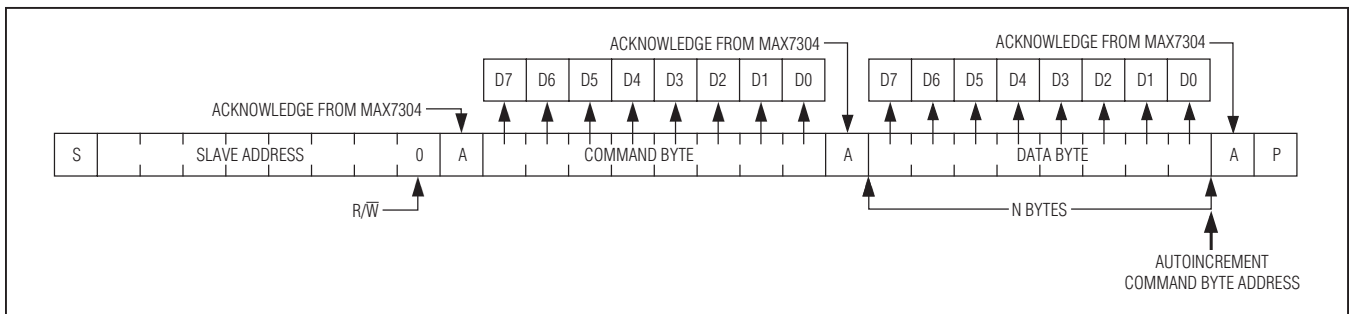 ACKNOWLEDGE FROM MAX7304
ACKNOWLEDGE FROM MAX7304
D7 D6 D5 D4 D3 D2 D1 D0
D7 D6 D5 D4 D3 D2 D1 D0
ACKNOWLEDGE FROM MAX7304
S SLAVE ADDRESS 0 A COMMAND BYTE A DATA BYTE A P
R/W̅
N BYTES
AUTOINCREMENT
COMMAND BYTE ADDRESS